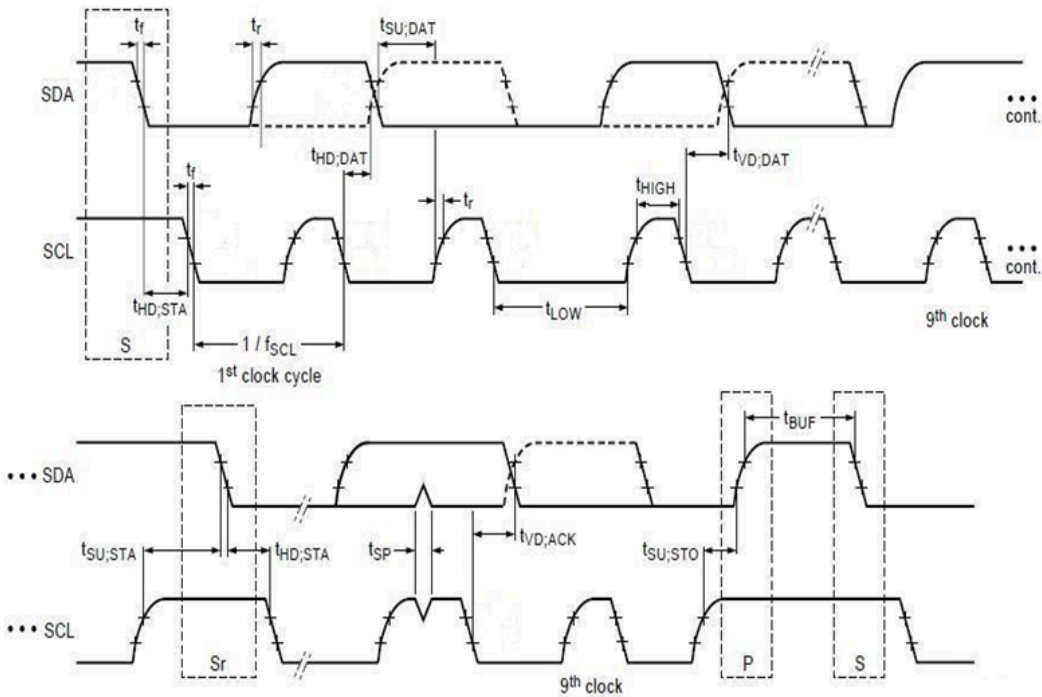 tf
tr
tSU;DAT
SDA
••• cont.
tHD;DAT
tVD;DAT
tf
tr
tHIGH
SCL
••• cont.
tHD;STA
tLOW
9th clock
S
1 / fSCL
1st clock cycle
tBUF
••• SDA
tSU;STA
tHD;STA
tSP
tVD;ACK
tSU;STO
••• SCL
Sr
P
S
9th clock